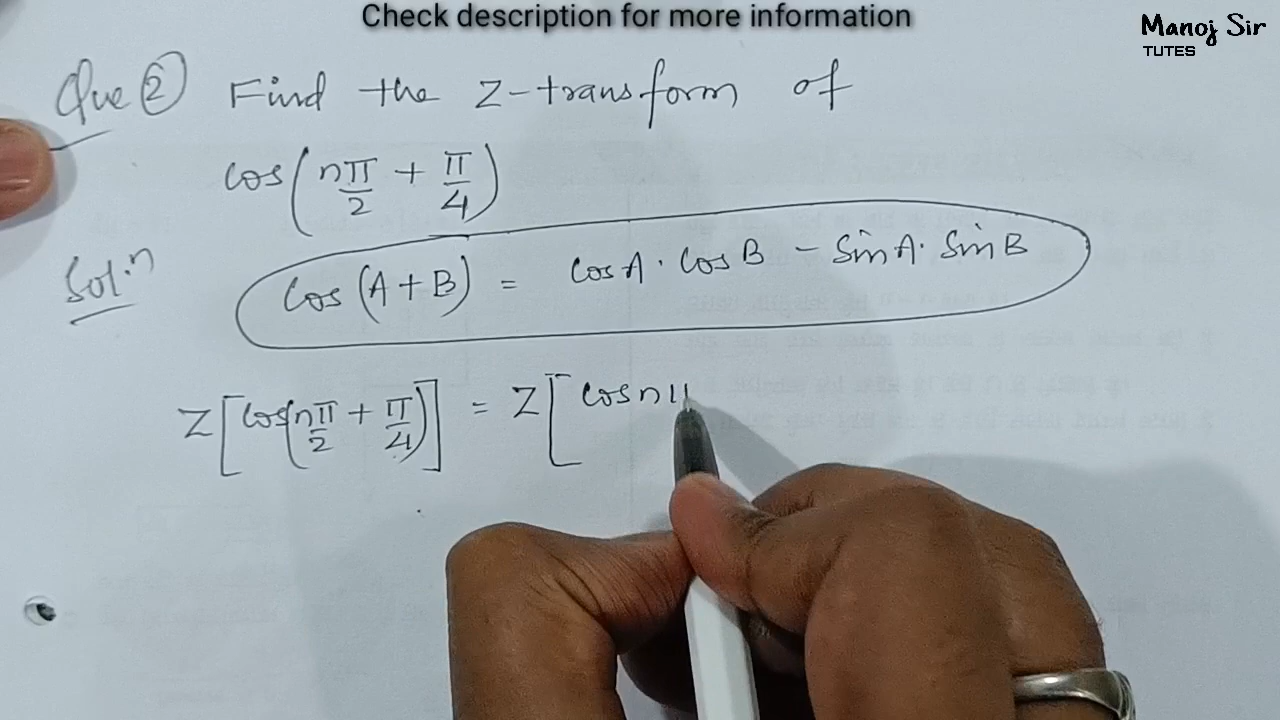 Check description for more information
Manoj Sir
TUTES
Que ② Find the Z-transform of
cos(nπ/2 + π/4)
Sol.n
cos(A+B) = cosA · cosB - sinA · sinB
Z[cos(nπ/2 + π/4)] = Z[cos n